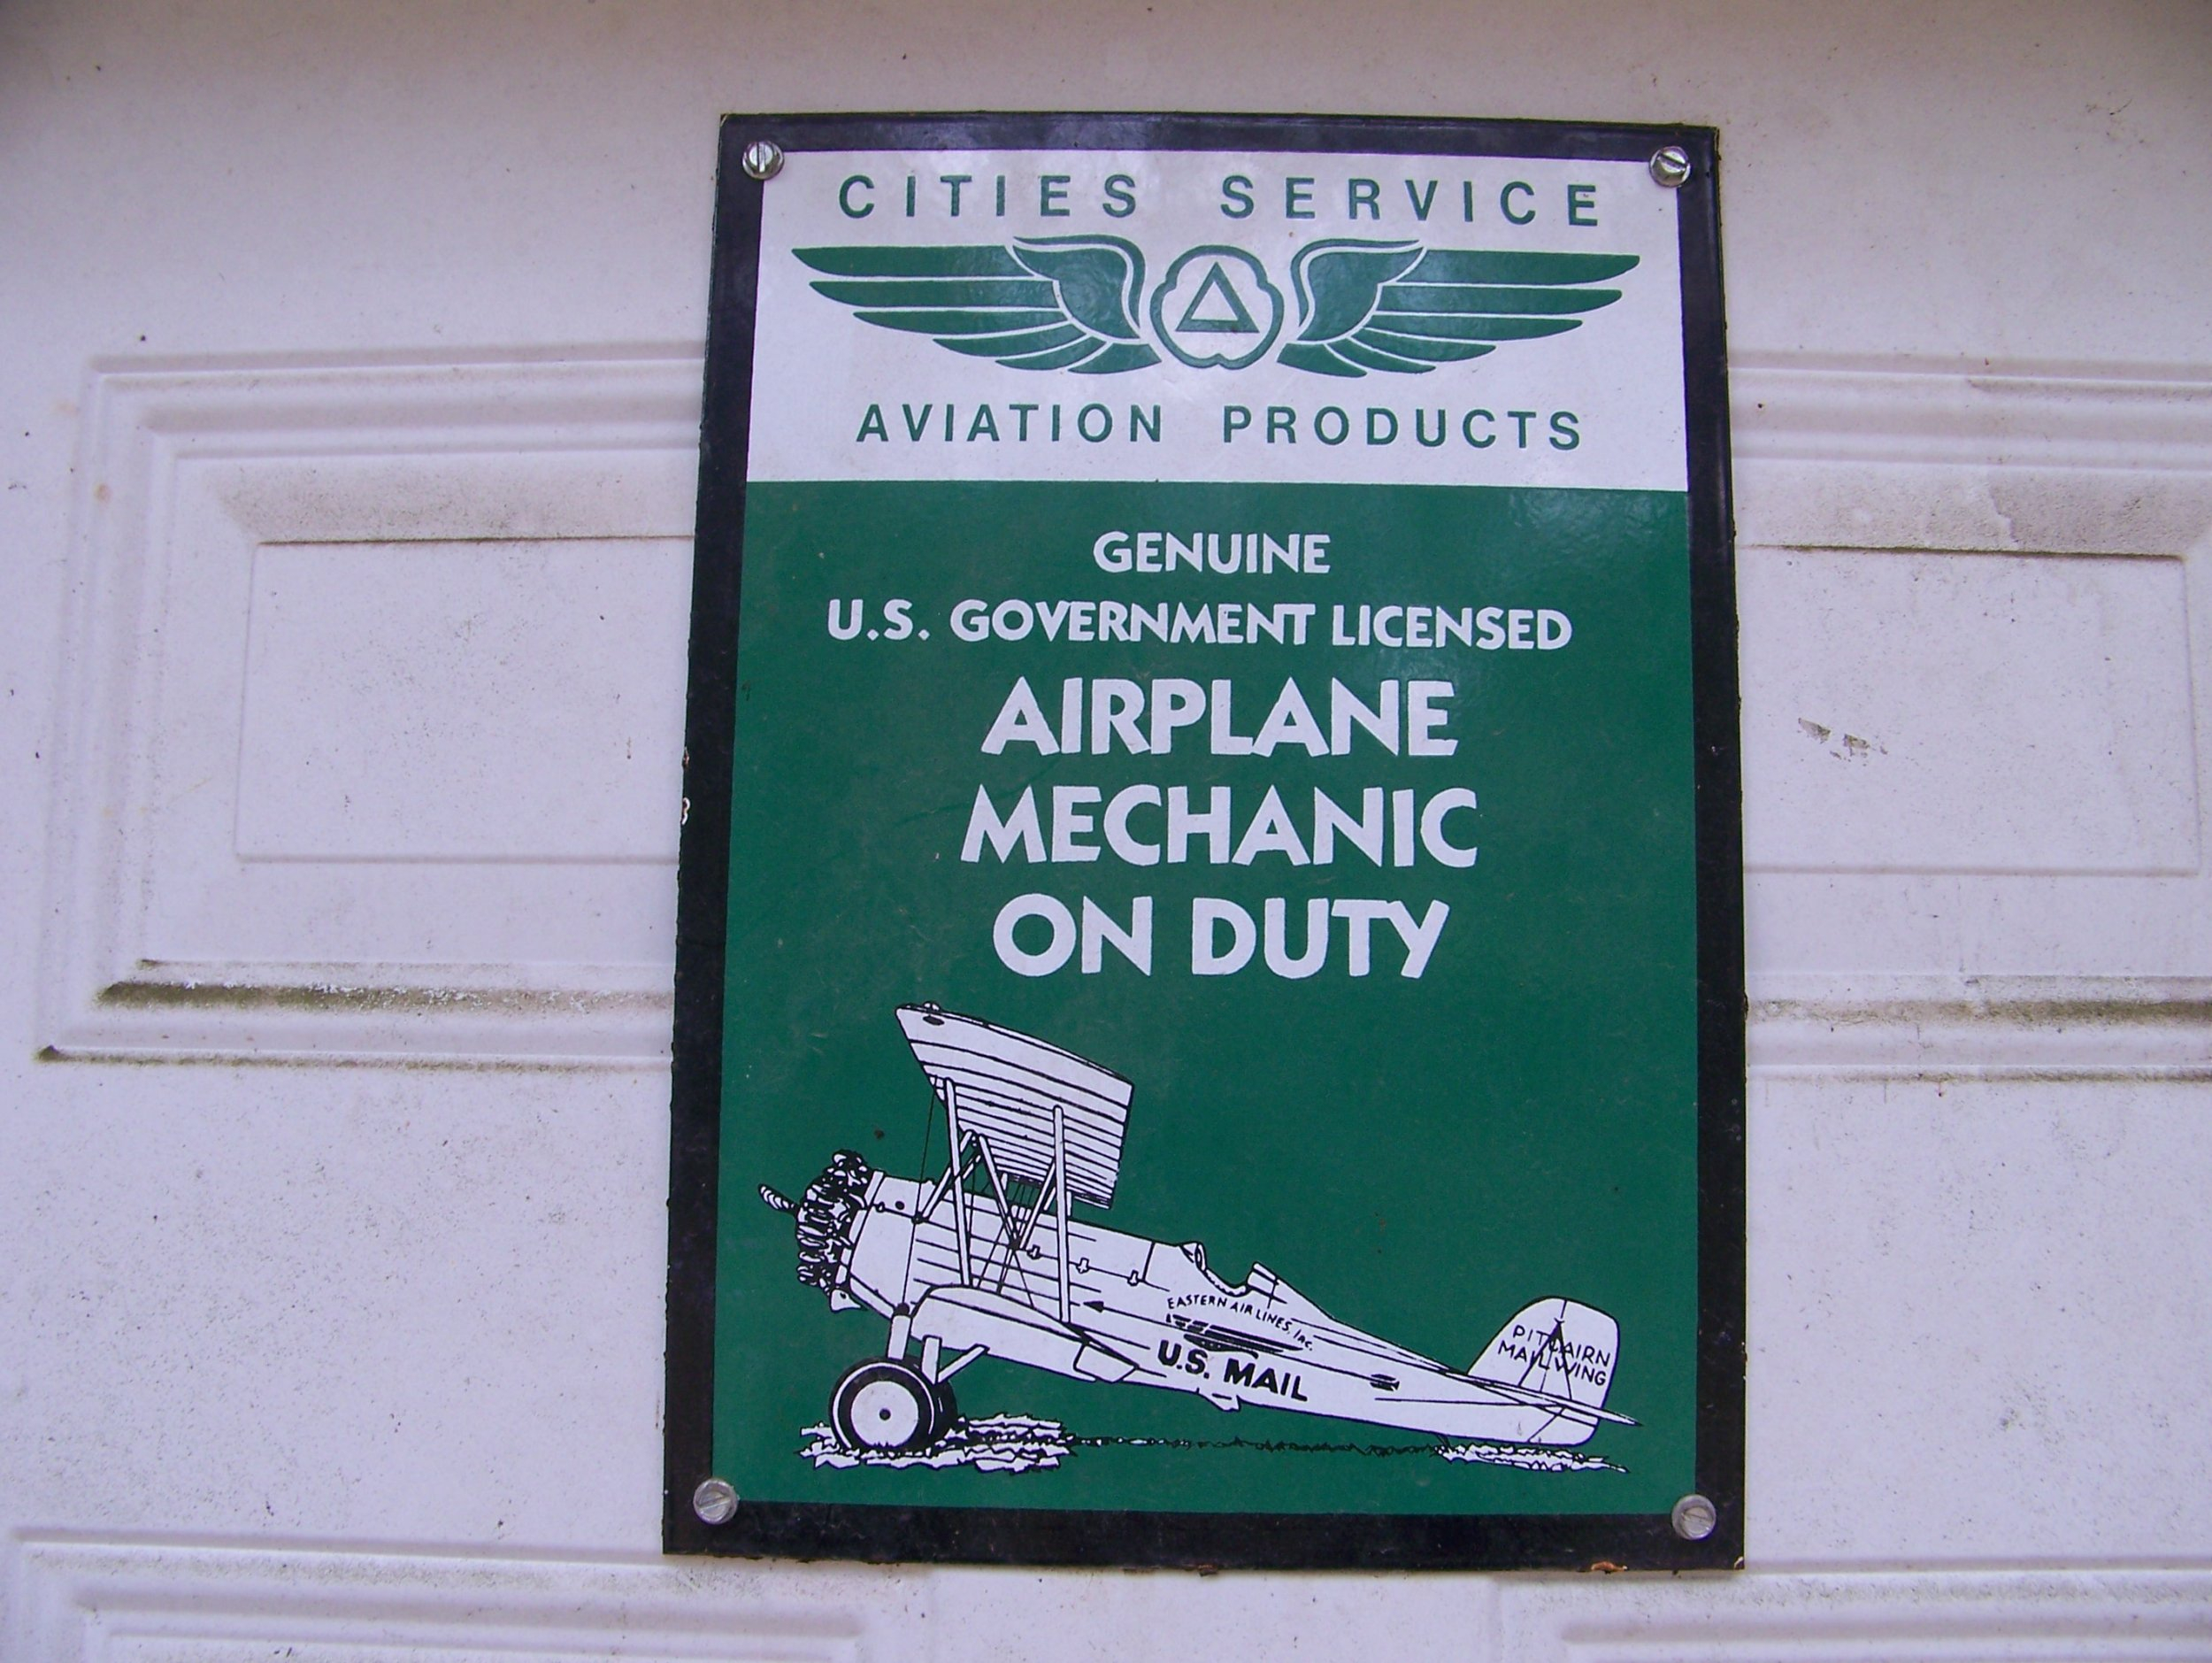 CITIES SERVICE
AVIATION PRODUCTS
GENUINE
U.S. GOVERNMENT LICENSED
AIRPLANE
MECHANIC
ON DUTY
EASTERN AIR LINES, INC.
U.S. MAIL
PITCAIRN
MAILWING